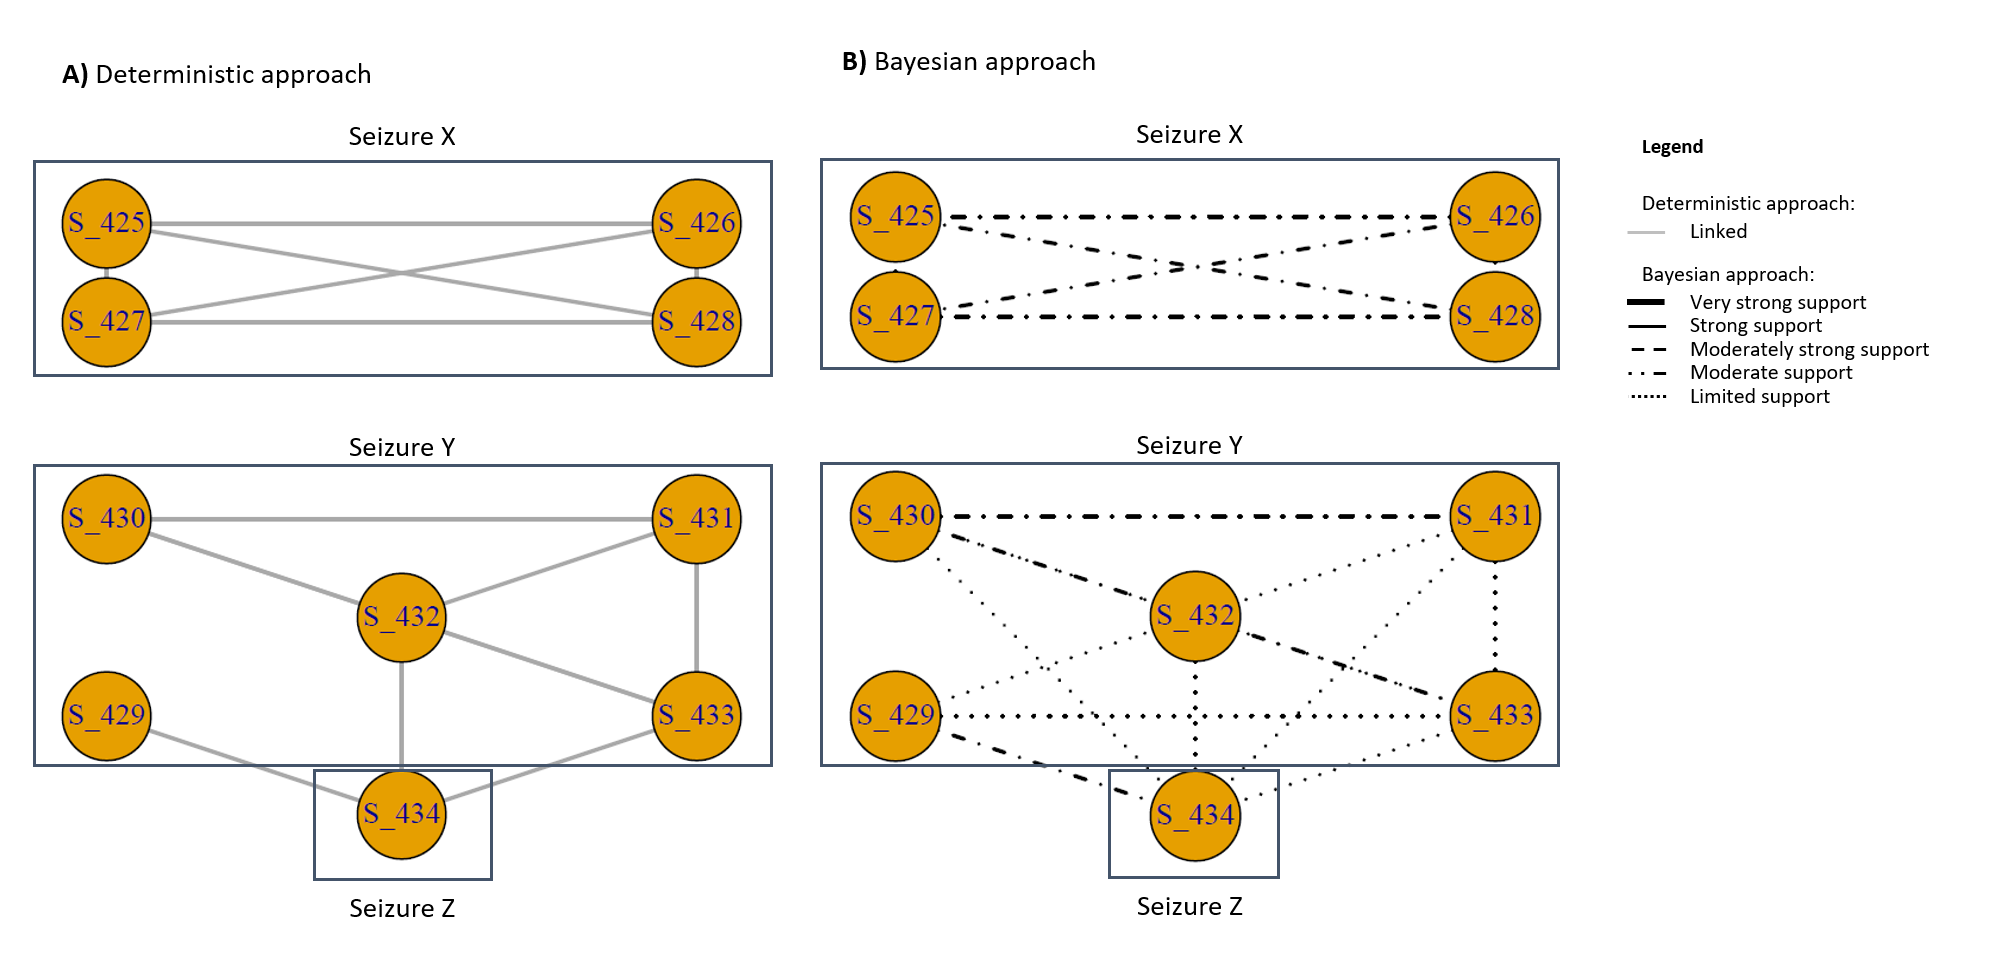 A) Deterministic approach
Seizure X
S_425
S_426
S_427
S_428
Seizure Y
S_430
S_431
S_432
S_429
S_433
S_434
Seizure Z
B) Bayesian approach
Seizure X
S_425
S_426
S_427
S_428
Seizure Y
S_430
S_431
S_432
S_429
S_433
S_434
Seizure Z
Legend
Deterministic approach:
Linked
Bayesian approach:
Very strong support
Strong support
Moderately strong support
Moderate support
Limited support